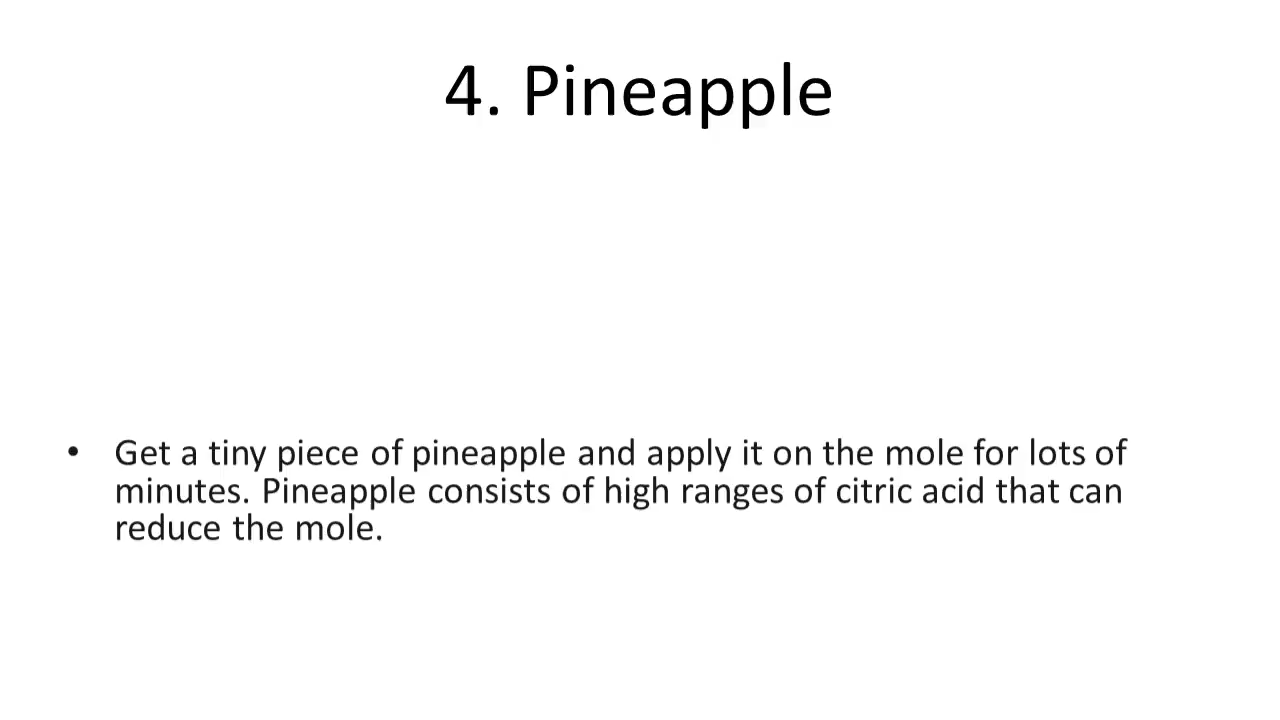 4. Pineapple
• Get a tiny piece of pineapple and apply it on the mole for lots of
minutes. Pineapple consists of high ranges of citric acid that can
reduce the mole.